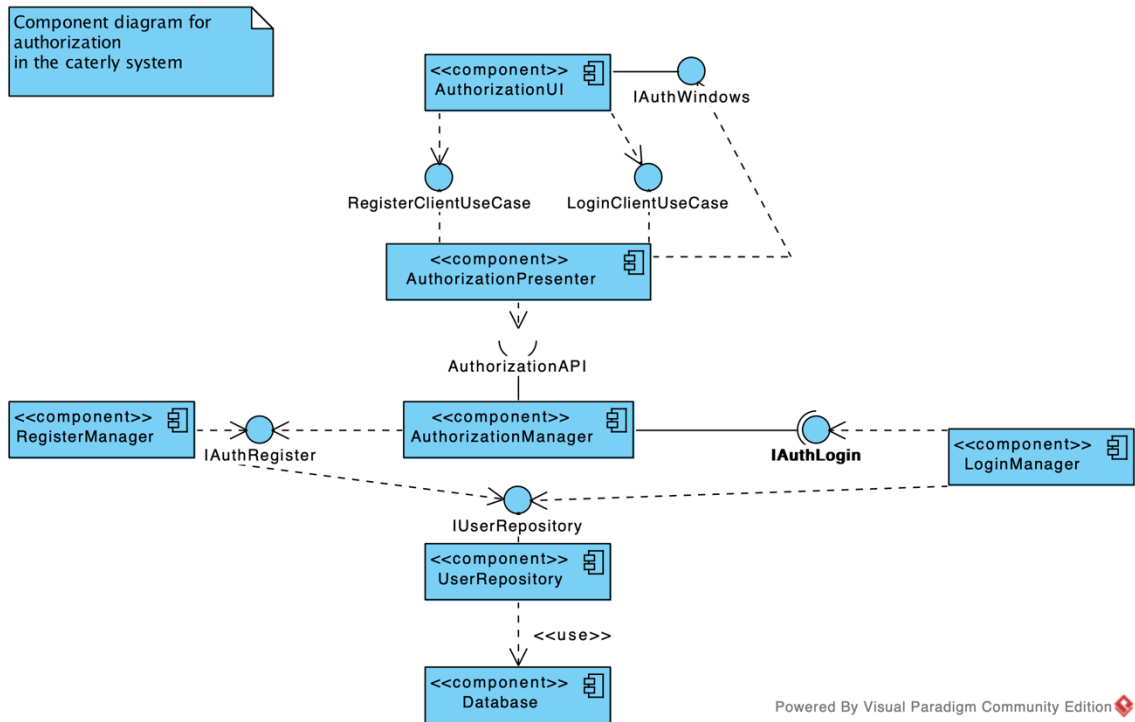 Component diagram for
authorization
in the caterly system
<<component>>
AuthorizationUI
IAuthWindows
RegisterClientUseCase
LoginClientUseCase
<<component>>
AuthorizationPresenter
AuthorizationAPI
<<component>>
RegisterManager
IAuthRegister
<<component>>
AuthorizationManager
IAuthLogin
<<component>>
LoginManager
IUserRepository
<<component>>
UserRepository
<<use>>
<<component>>
Database
Powered By Visual Paradigm Community Edition